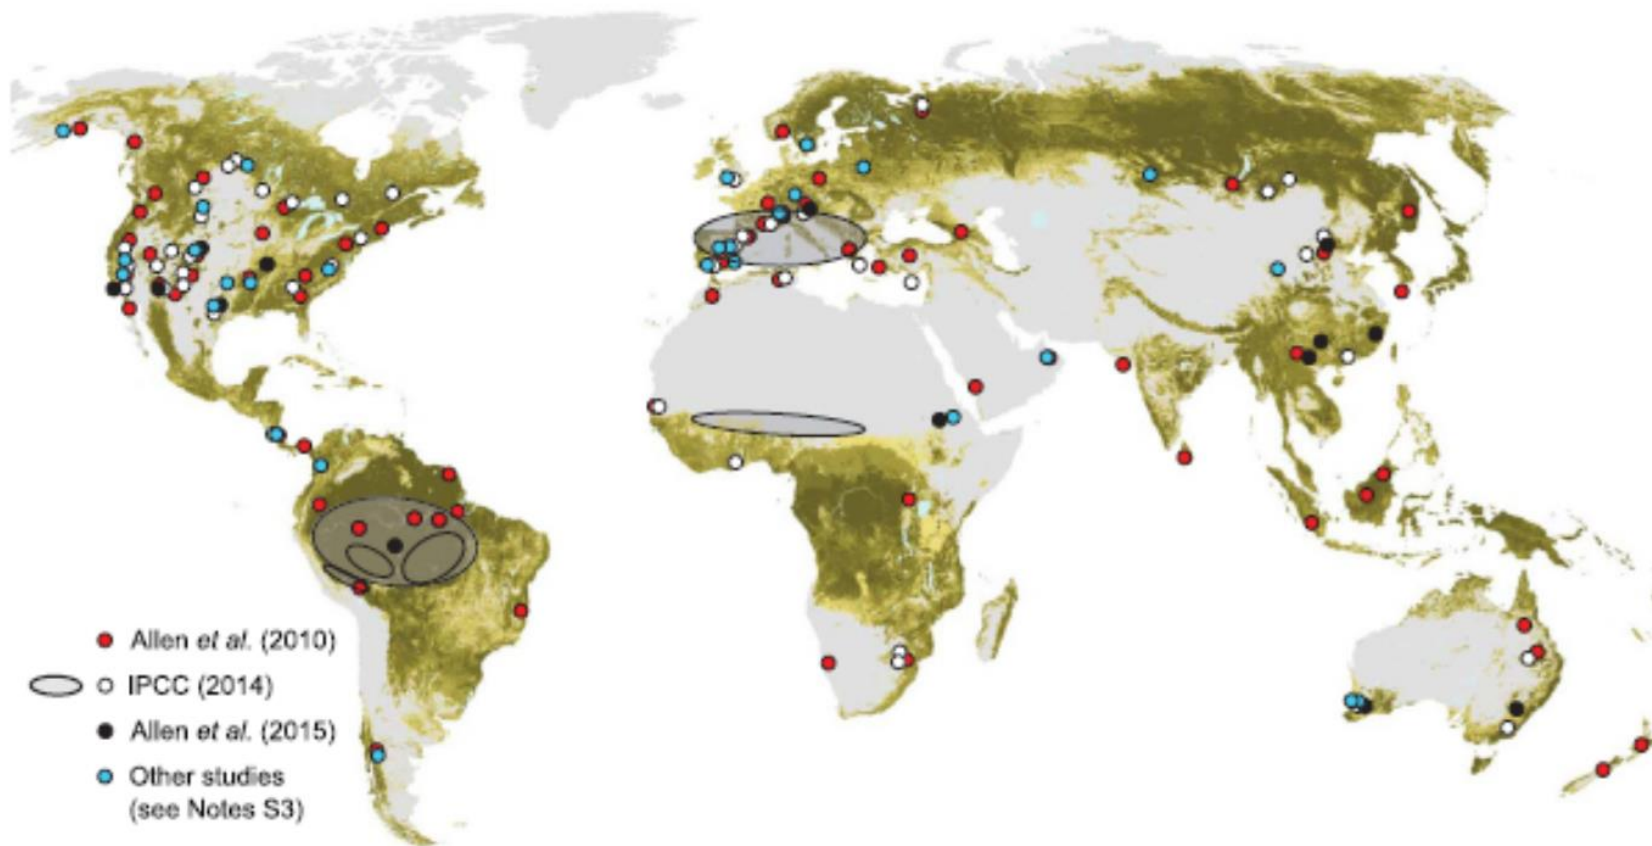 Allen et al. (2010)
IPCC (2014)
Allen et al. (2015)
Other studies
(see Notes S3)